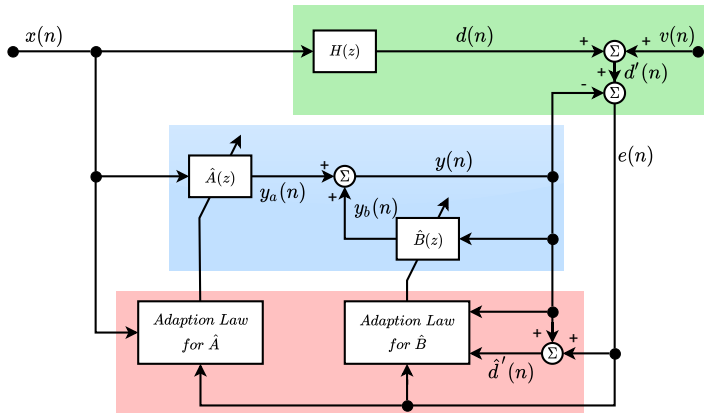 x(n)
H(z)
d(n)
+
Σ
+
v(n)
+
d′(n)
-
Σ
e(n)
Â(z)
y_a(n)
+
Σ
+
y(n)
y_b(n)
B̂(z)
Adaption Law
for Â
Adaption Law
for B̂
+
Σ
+
d̂′(n)